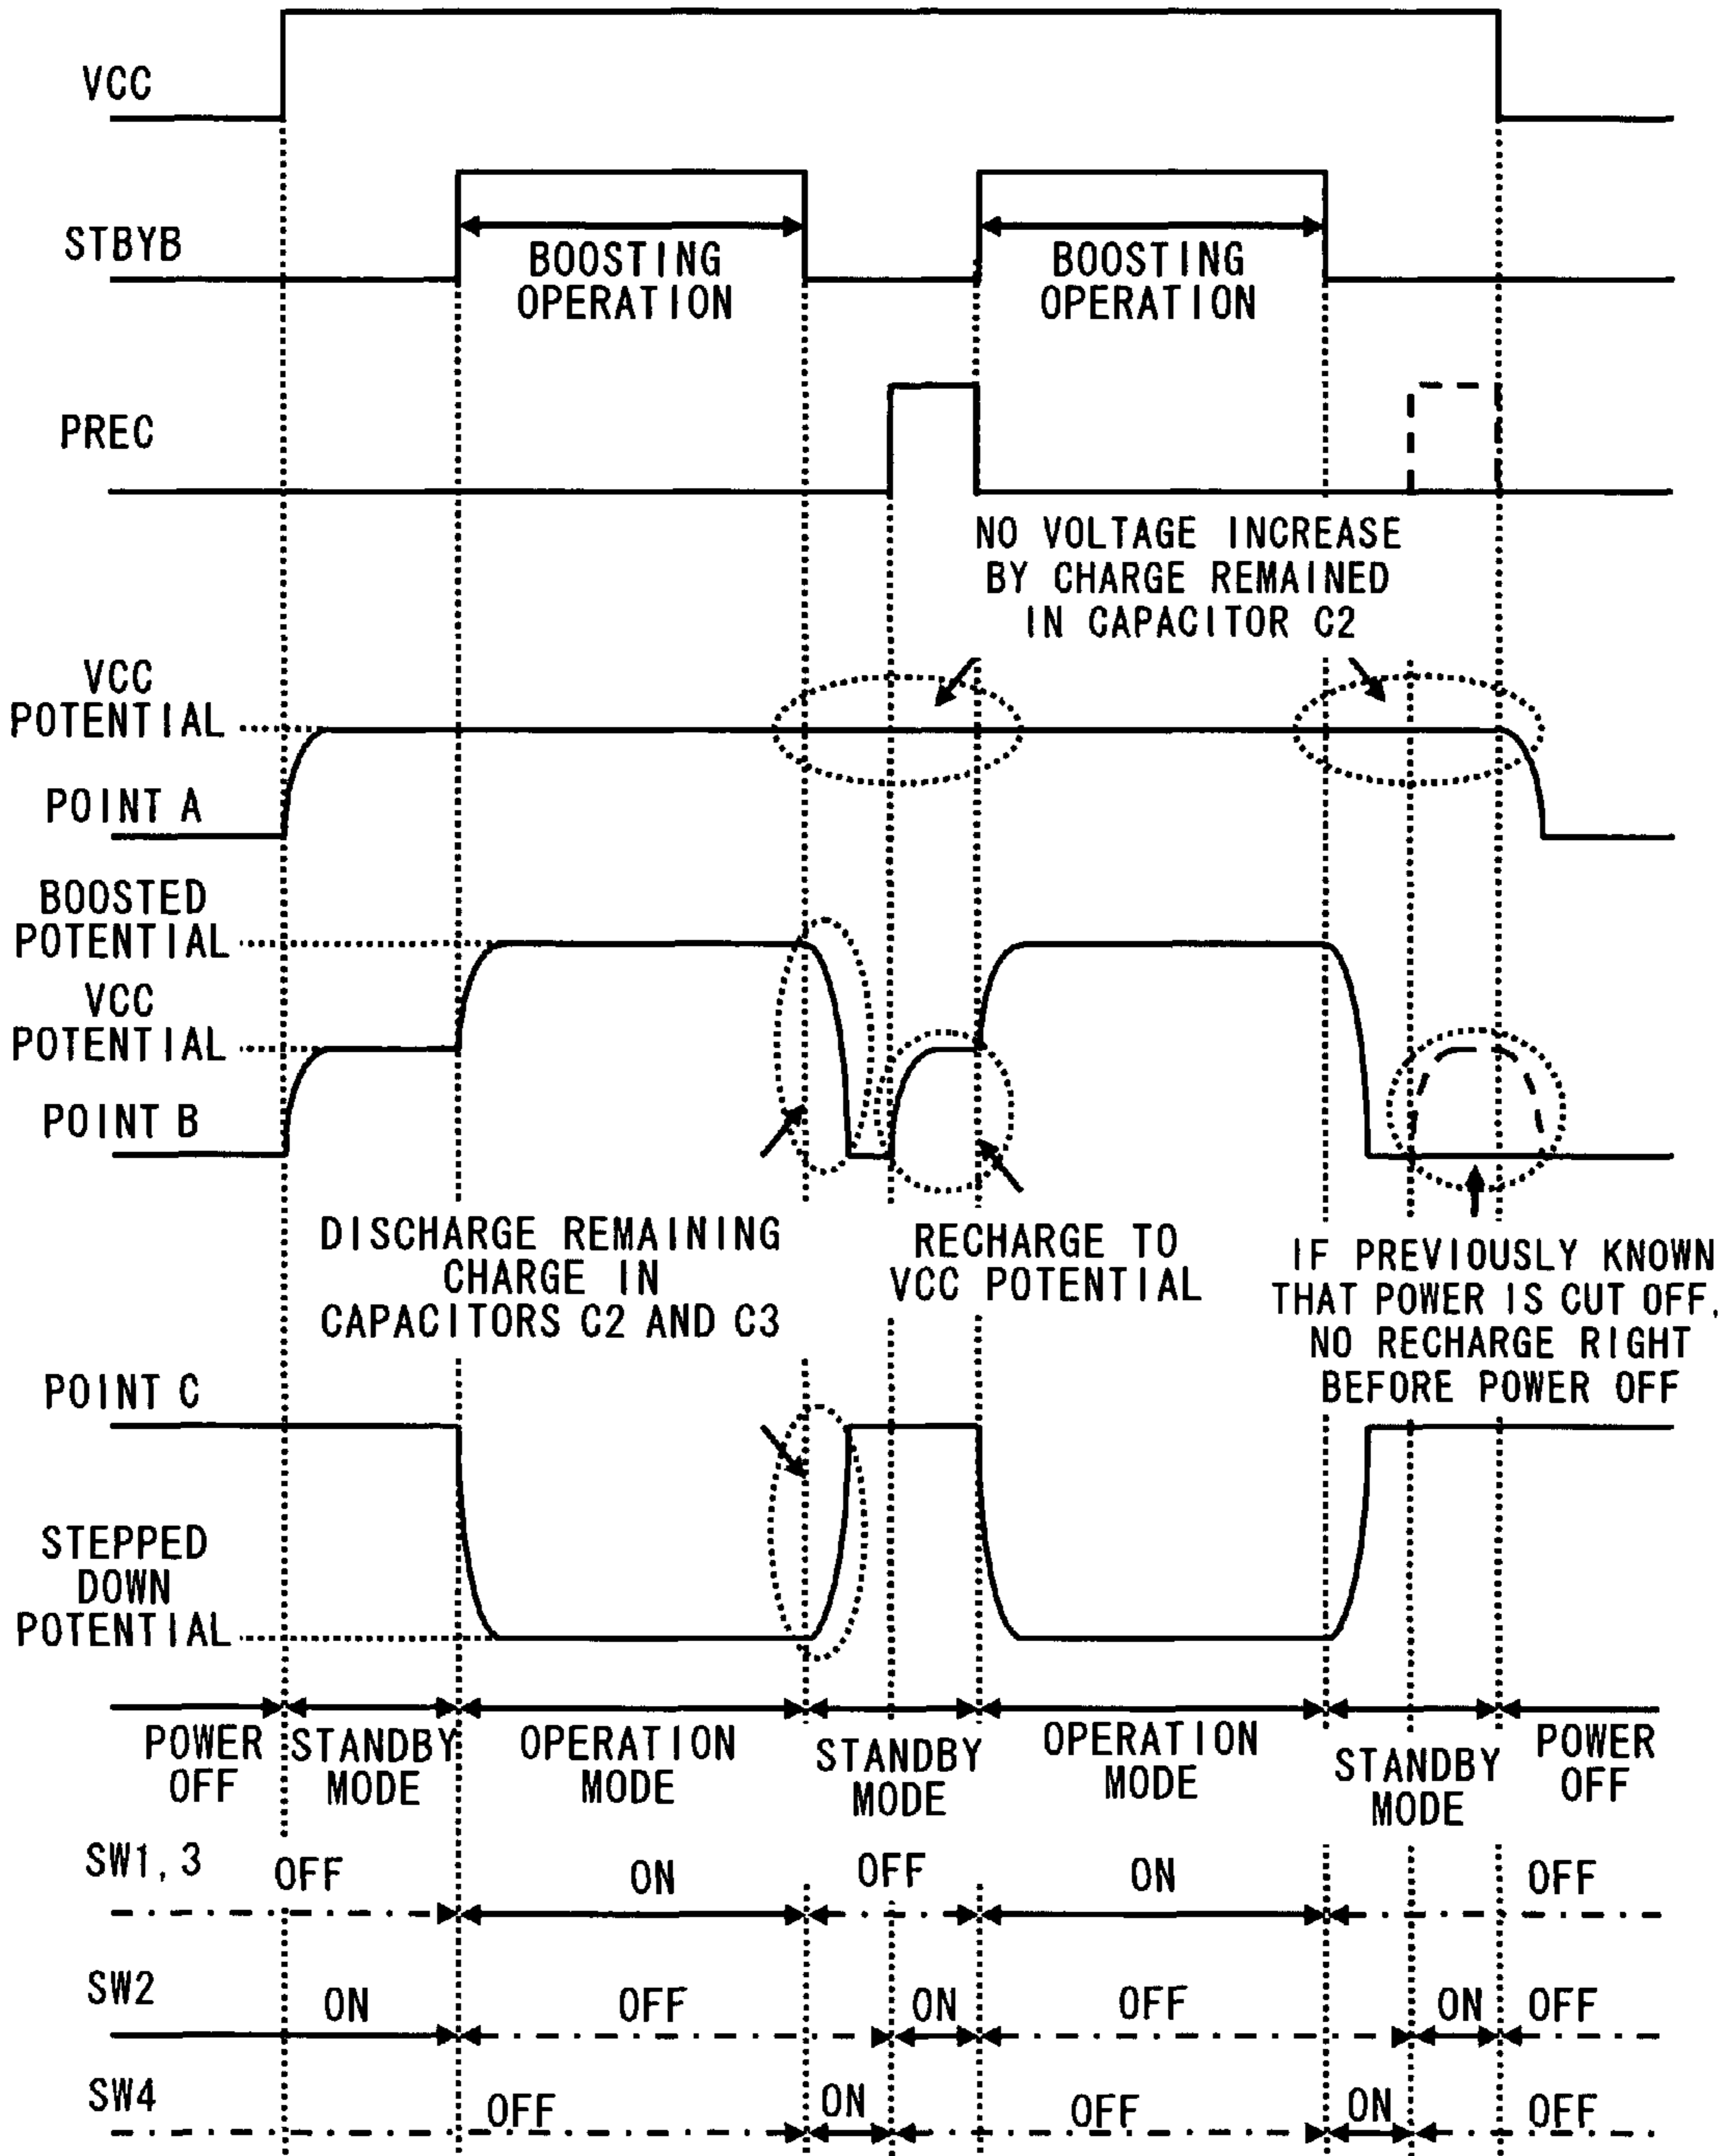 VCC
STBYB
BOOSTING
OPERATION
BOOSTING
OPERATION
PREC
NO VOLTAGE INCREASE
BY CHARGE REMAINED
IN CAPACITOR C2
VCC
POTENTIAL
POINT A
BOOSTED
POTENTIAL
VCC
POTENTIAL
POINT B
DISCHARGE REMAINING
CHARGE IN
CAPACITORS C2 AND C3
RECHARGE TO
VCC POTENTIAL
IF PREVIOUSLY KNOWN
THAT POWER IS CUT OFF,
NO RECHARGE RIGHT
BEFORE POWER OFF
POINT C
STEPPED
DOWN
POTENTIAL
POWER
OFF
STANDBY
MODE
OPERATION
MODE
STANDBY
MODE
OPERATION
MODE
STANDBY
MODE
POWER
OFF
SW1, 3 OFF ON OFF ON OFF
SW2 ON OFF ON OFF ON OFF
SW4 OFF ON OFF ON OFF